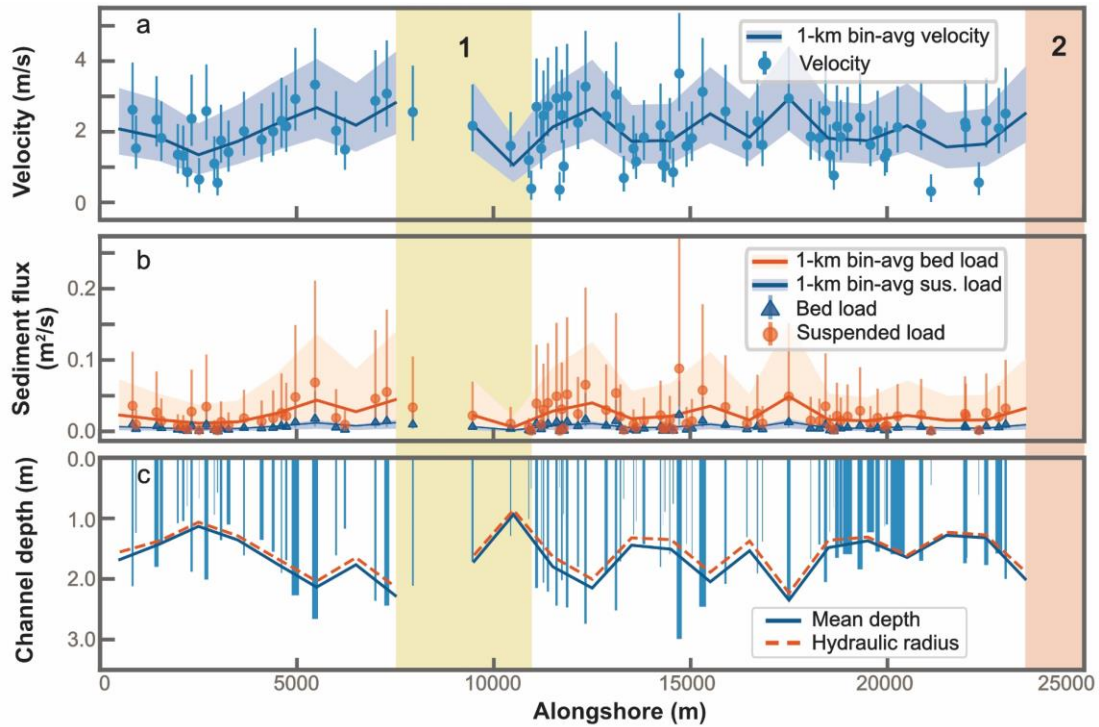 a
1
2
1-km bin-avg velocity
Velocity
Velocity (m/s)
4
2
0
b
1-km bin-avg bed load
1-km bin-avg sus. load
Bed load
Suspended load
Sediment flux
(m²/s)
0.2
0.1
0.0
c
Channel depth (m)
0.0
1.0
2.0
3.0
Mean depth
Hydraulic radius
0 5000 10000 15000 20000 25000
Alongshore (m)